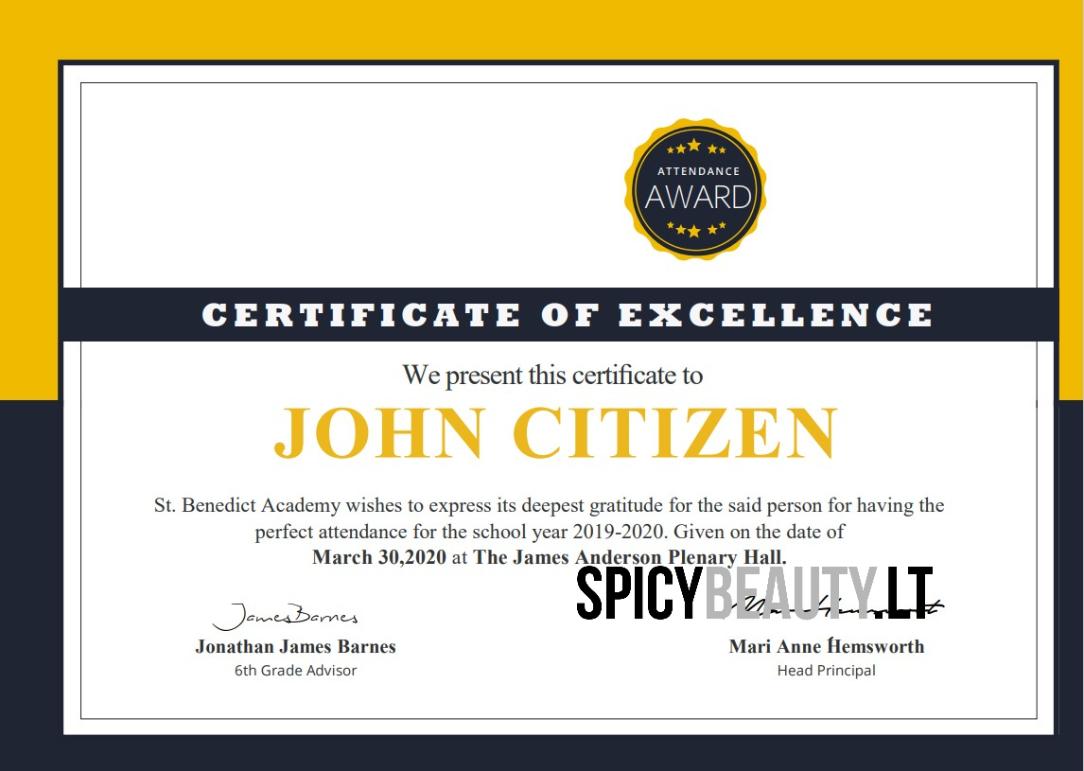 ATTENDANCE
AWARD
CERTIFICATE OF EXCELLENCE
We present this certificate to
JOHN CITIZEN
St. Benedict Academy wishes to express its deepest gratitude for the said person for having the
perfect attendance for the school year 2019-2020. Given on the date of
March 30,2020 at The James Anderson Plenary Hall.
SPICYBEAUTY.LT
James Barnes
Jonathan James Barnes
Mari Anne Hemsworth
6th Grade Advisor
Head Principal